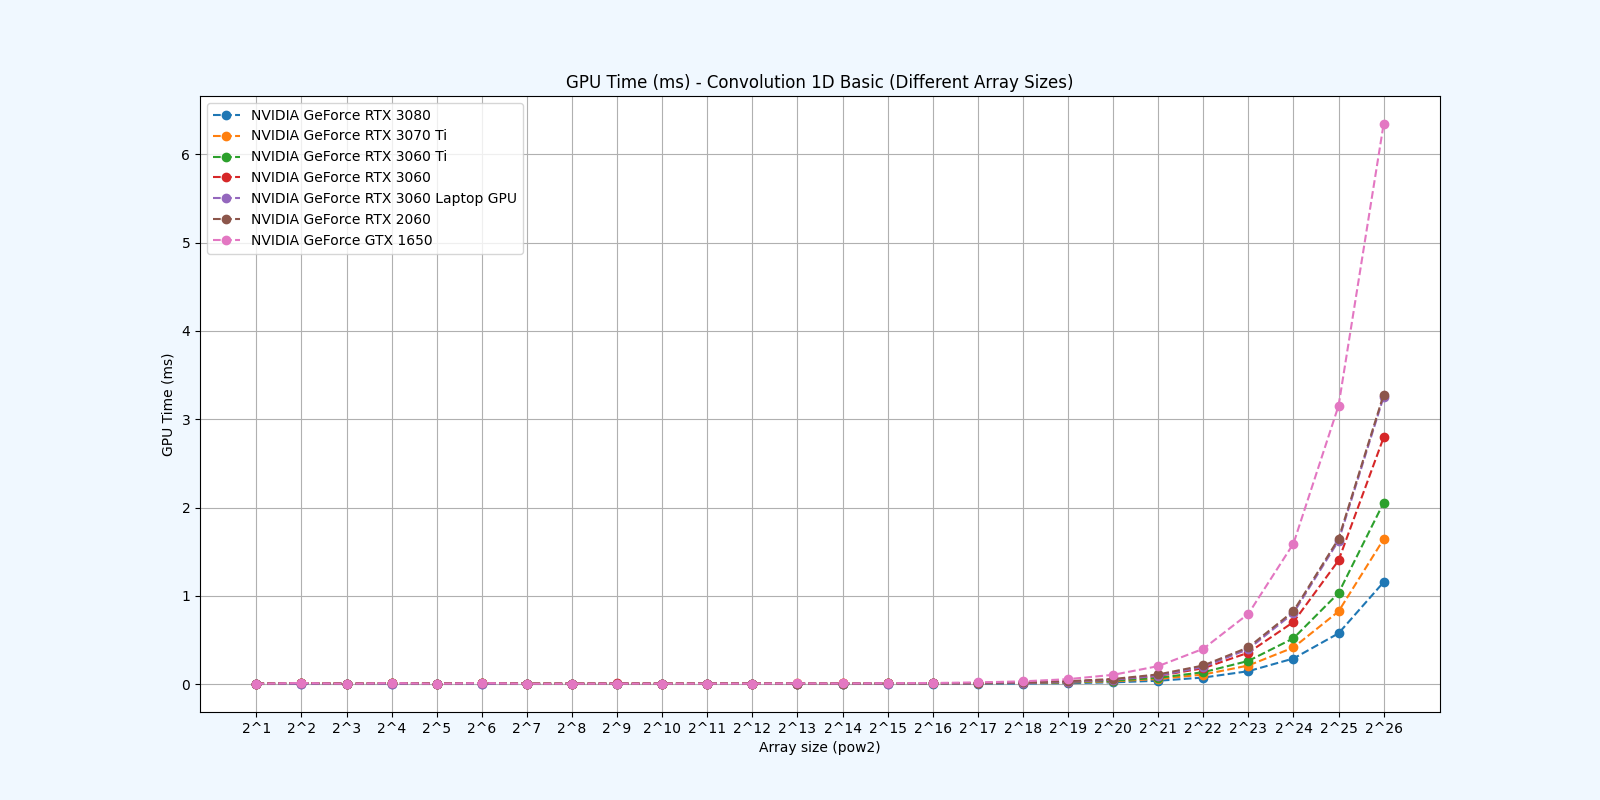 GPU Time (ms) - Convolution 1D Basic (Different Array Sizes)
NVIDIA GeForce RTX 3080
NVIDIA GeForce RTX 3070 Ti
NVIDIA GeForce RTX 3060 Ti
NVIDIA GeForce RTX 3060
NVIDIA GeForce RTX 3060 Laptop GPU
NVIDIA GeForce RTX 2060
NVIDIA GeForce GTX 1650
GPU Time (ms)
6
5
4
3
2
1
0
2^1 2^2 2^3 2^4 2^5 2^6 2^7 2^8 2^9 2^10 2^11 2^12 2^13 2^14 2^15 2^16 2^17 2^18 2^19 2^20 2^21 2^22 2^23 2^24 2^25 2^26
Array size (pow2)